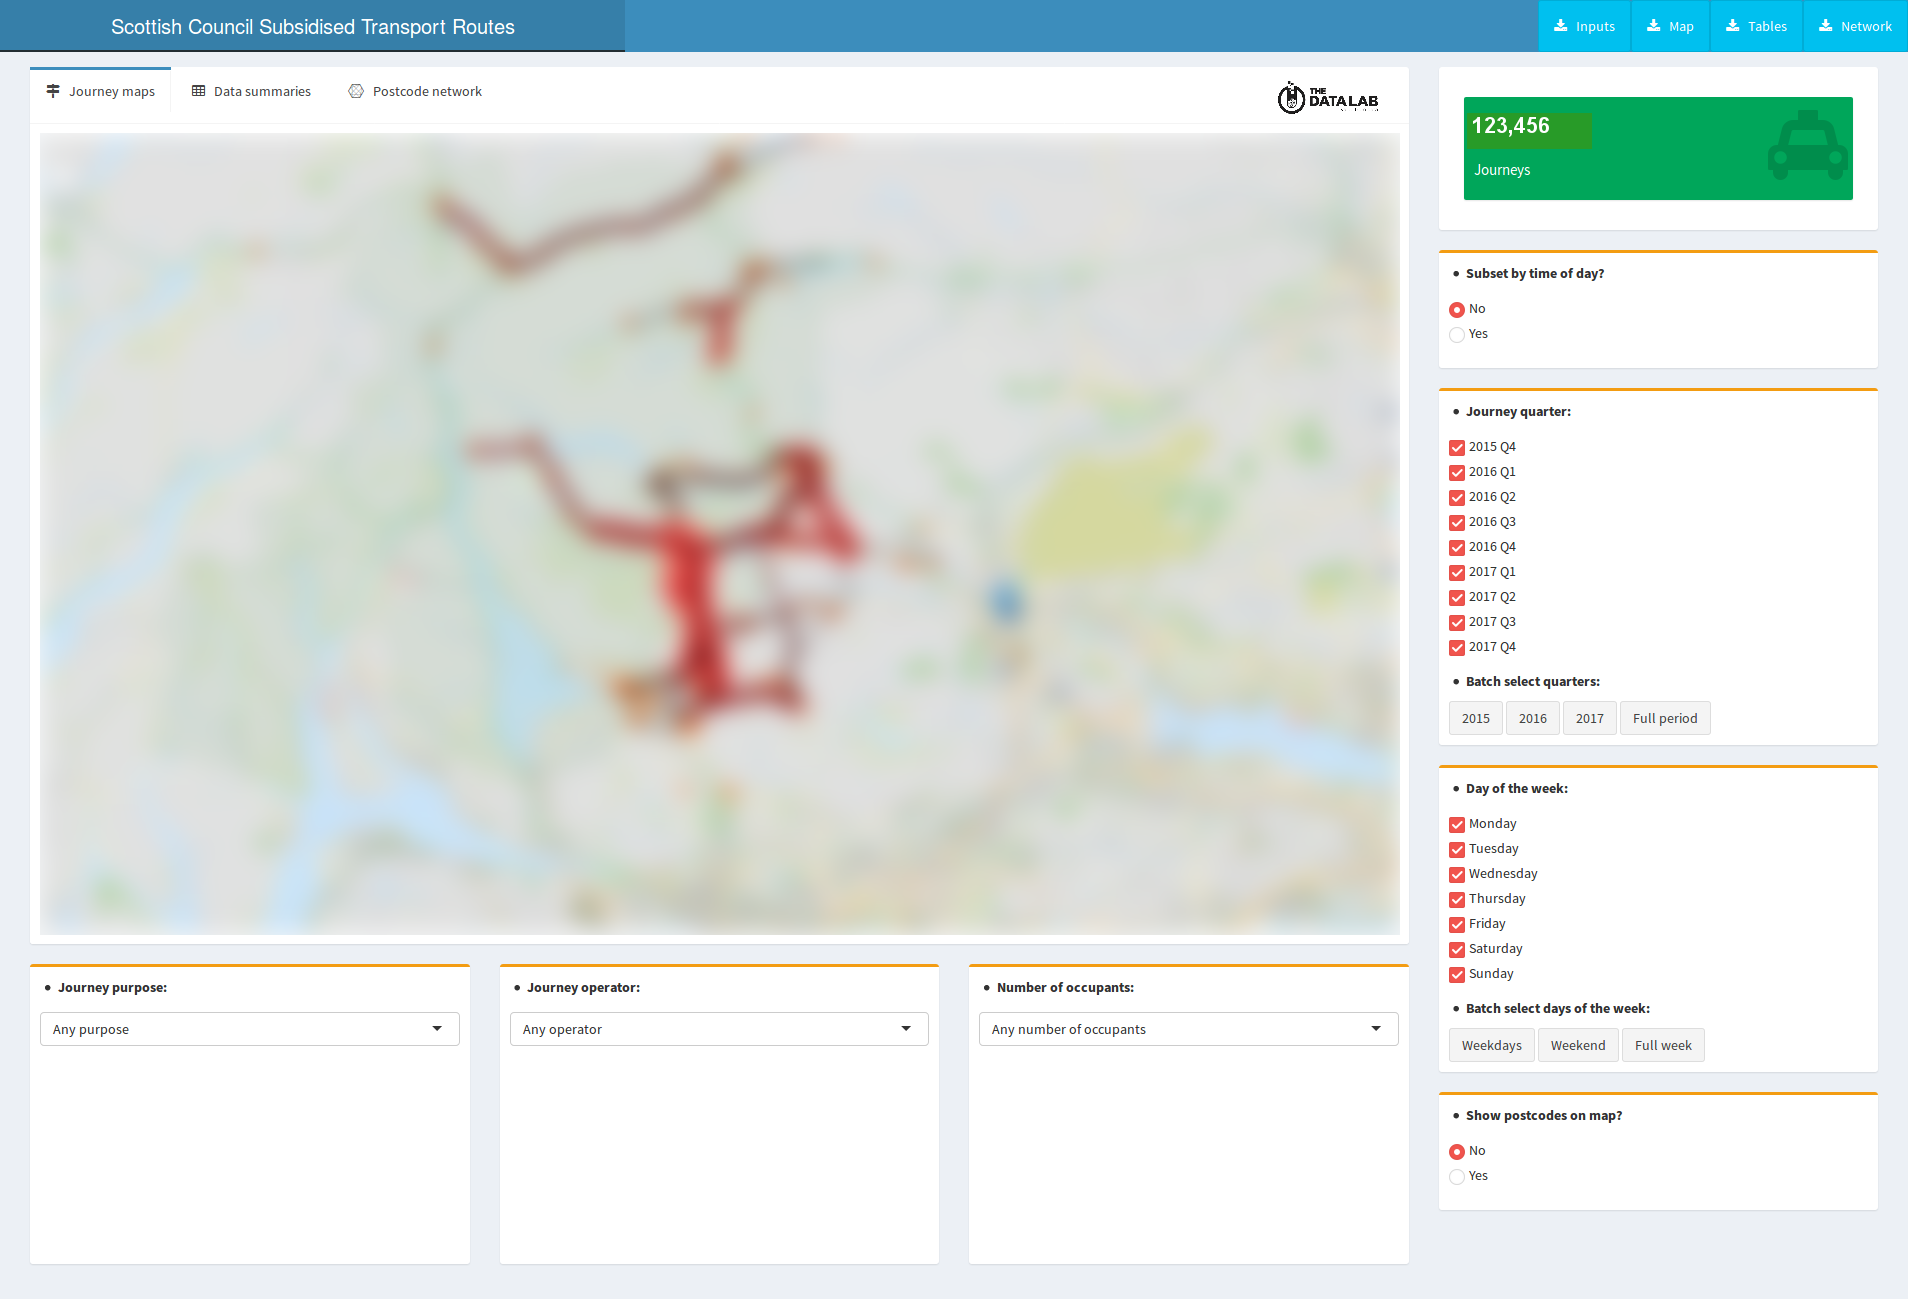 Scottish Council Subsidised Transport Routes
Inputs
Map
Tables
Network
Journey maps
Data summaries
Postcode network
THE
DATALAB
123,456
Journeys
Subset by time of day?
No
Yes
Journey quarter:
2015 Q4
2016 Q1
2016 Q2
2016 Q3
2016 Q4
2017 Q1
2017 Q2
2017 Q3
2017 Q4
Batch select quarters:
2015
2016
2017
Full period
Day of the week:
Monday
Tuesday
Wednesday
Thursday
Friday
Saturday
Sunday
Batch select days of the week:
Weekdays
Weekend
Full week
Show postcodes on map?
No
Yes
Journey purpose:
Any purpose
Journey operator:
Any operator
Number of occupants:
Any number of occupants